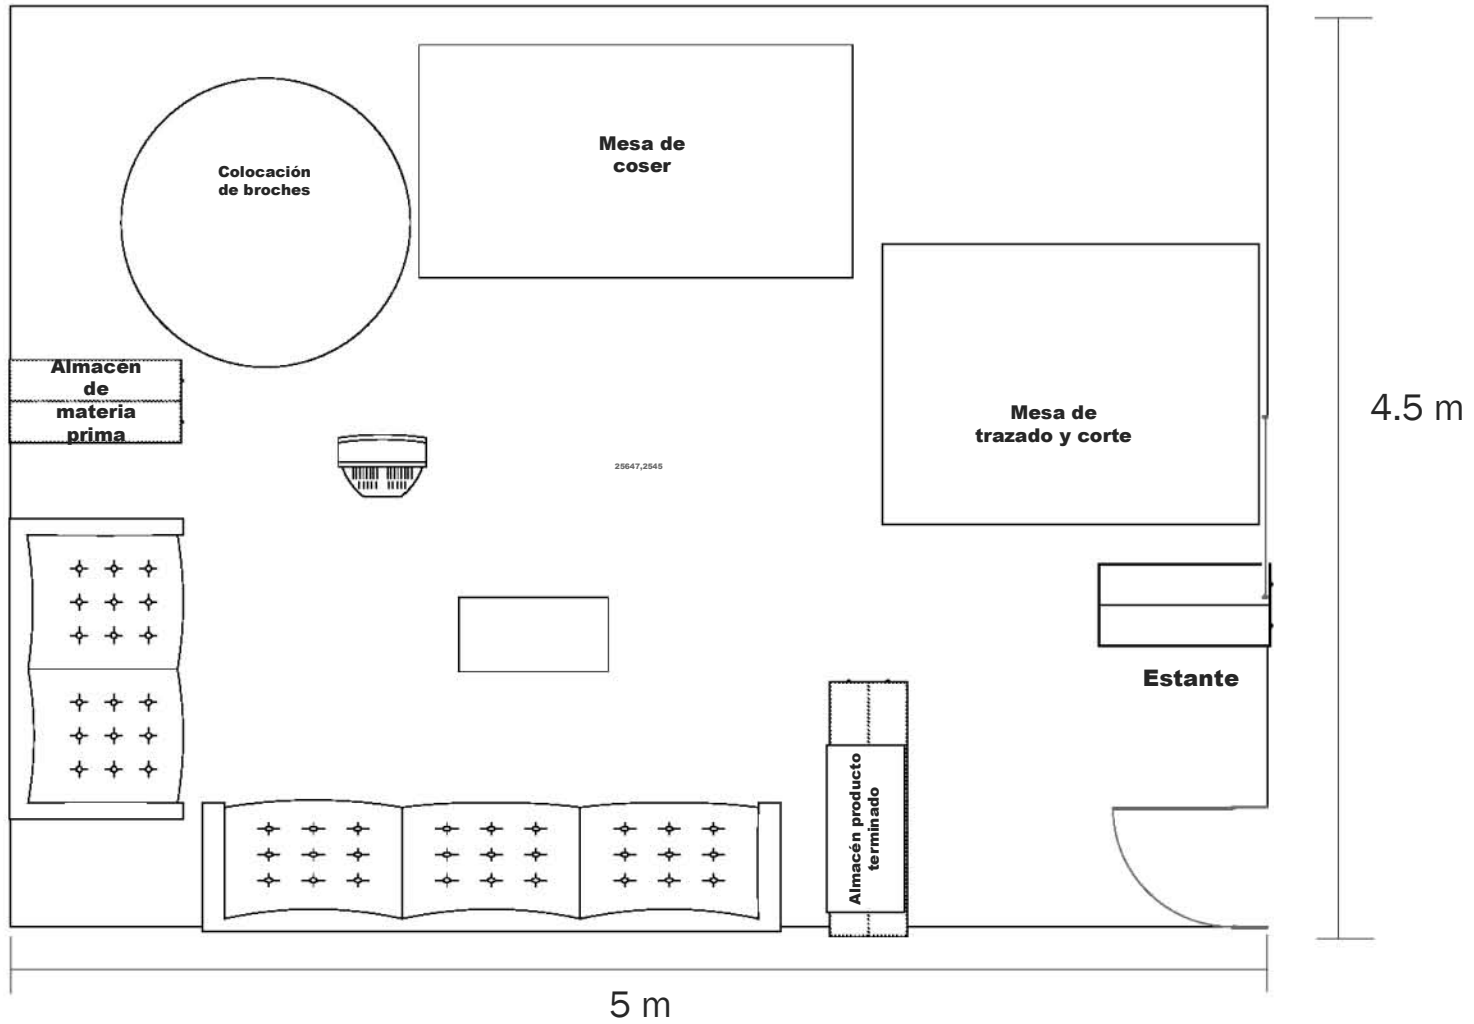 Mesa de
coser
Colocación
de broches
Almacén
de
materia
prima
Mesa de
trazado y corte
4.5 m
25647,2545
Estante
Almacén producto
terminado
5 m